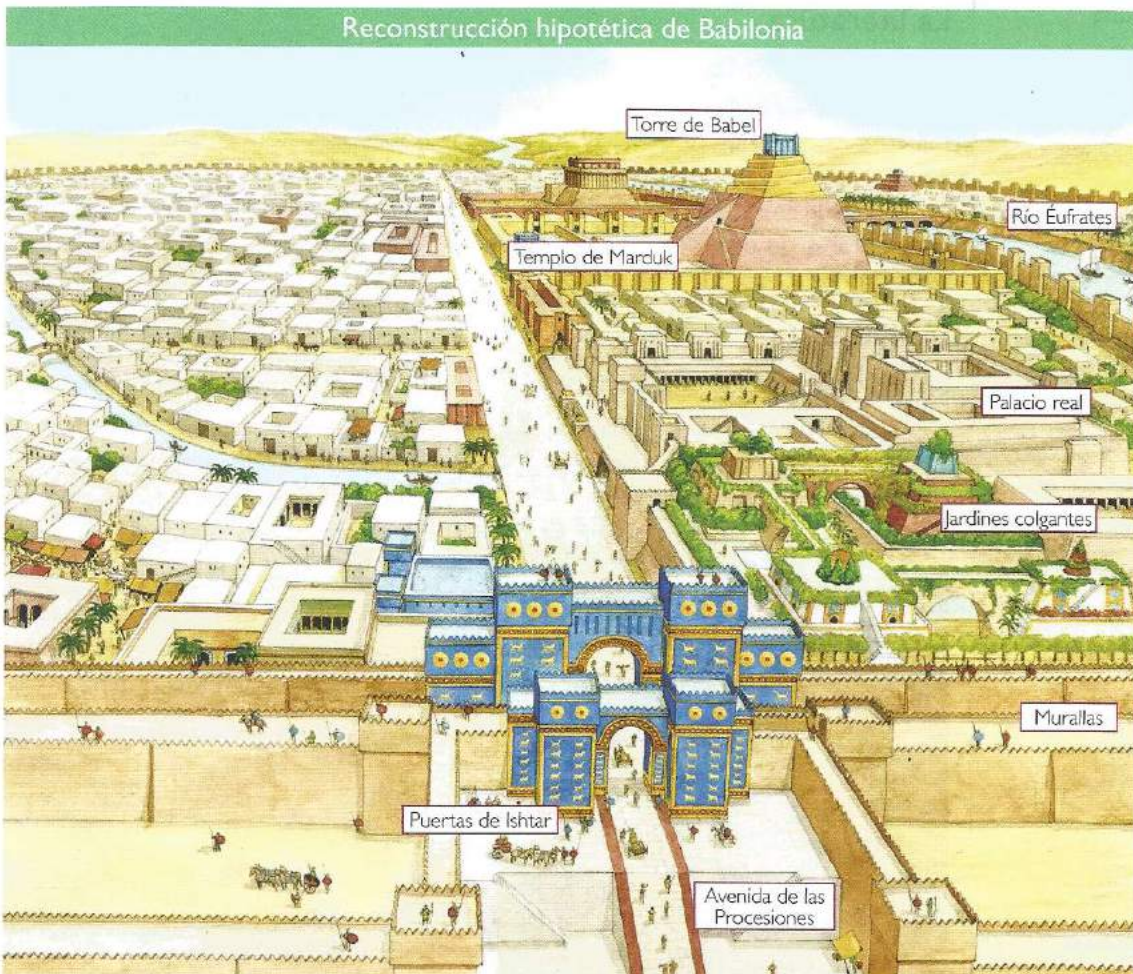 Reconstrucción hipotética de Babilonia
Torre de Babel
Río Éufrates
Templo de Marduk
Palacio real
Jardines colgantes
Murallas
Puertas de Ishtar
Avenida de las
Procesiones